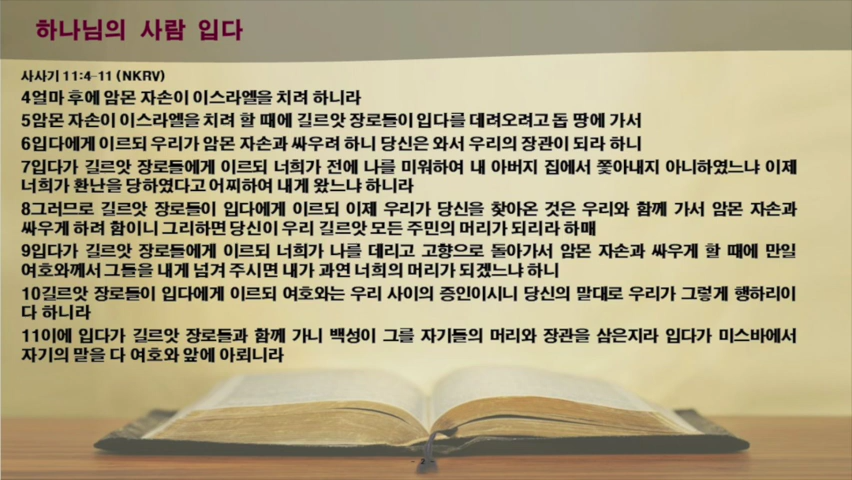 하나님의 사람 입다
사사기 11:4-11 (NKRV)
4얼마 후에 암몬 자손이 이스라엘을 치려 하니라
5암몬 자손이 이스라엘을 치려 할 때에 길르앗 장로들이 입다를 데려오려고 돕 땅에 가서
6입다에게 이르되 우리가 암몬 자손과 싸우려 하니 당신은 와서 우리의 장관이 되라 하니
7입다가 길르앗 장로들에게 이르되 너희가 전에 나를 미워하여 내 아버지 집에서 쫓아내지 아니하였느냐 이제
너희가 환난을 당하였다고 어찌하여 내게 왔느냐 하니라
8그러므로 길르앗 장로들이 입다에게 이르되 이제 우리가 당신을 찾아온 것은 우리와 함께 가서 암몬 자손과
싸우게 하려 함이니 그리하면 당신이 우리 길르앗 모든 주민의 머리가 되리라 하매
9입다가 길르앗 장로들에게 이르되 너희가 나를 데리고 고향으로 돌아가서 암몬 자손과 싸우게 할 때에 만일
여호와께서 그들을 내게 넘겨 주시면 내가 과연 너희의 머리가 되겠느냐 하니
10길르앗 장로들이 입다에게 이르되 여호와는 우리 사이의 증인이시니 당신의 말대로 우리가 그렇게 행하리이
다 하니라
11이에 입다가 길르앗 장로들과 함께 가니 백성이 그를 자기들의 머리와 장관을 삼은지라 입다가 미스바에서
자기의 말을 다 여호와 앞에 아뢰니라